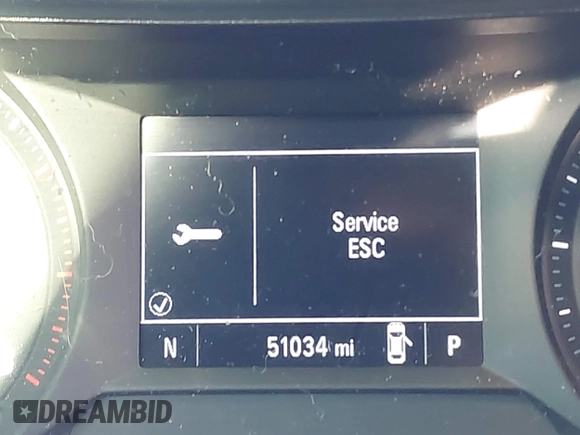 Service
ESC
N 51034 mi P
DREAMBID